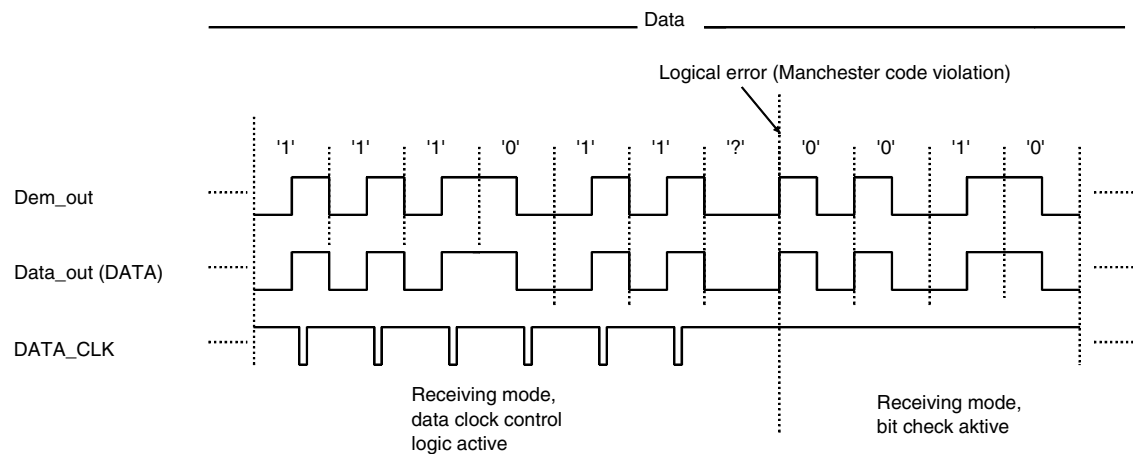 Data
Logical error (Manchester code violation)
'1' '1' '1' '0' '1' '1' '?' '0' '0' '1' '0'
Dem_out
Data_out (DATA)
DATA_CLK
Receiving mode,
data clock control
logic active
Receiving mode,
bit check aktive